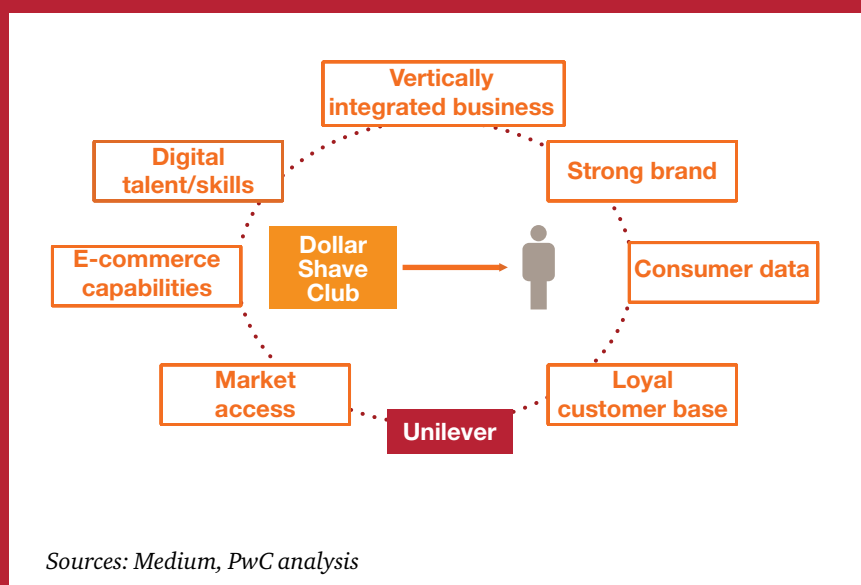 Vertically
integrated business
Digital
talent/skills
Strong brand
Dollar
Shave
Club
E-commerce
capabilities
Consumer data
Market
access
Loyal
customer base
Unilever
Sources: Medium, PwC analysis